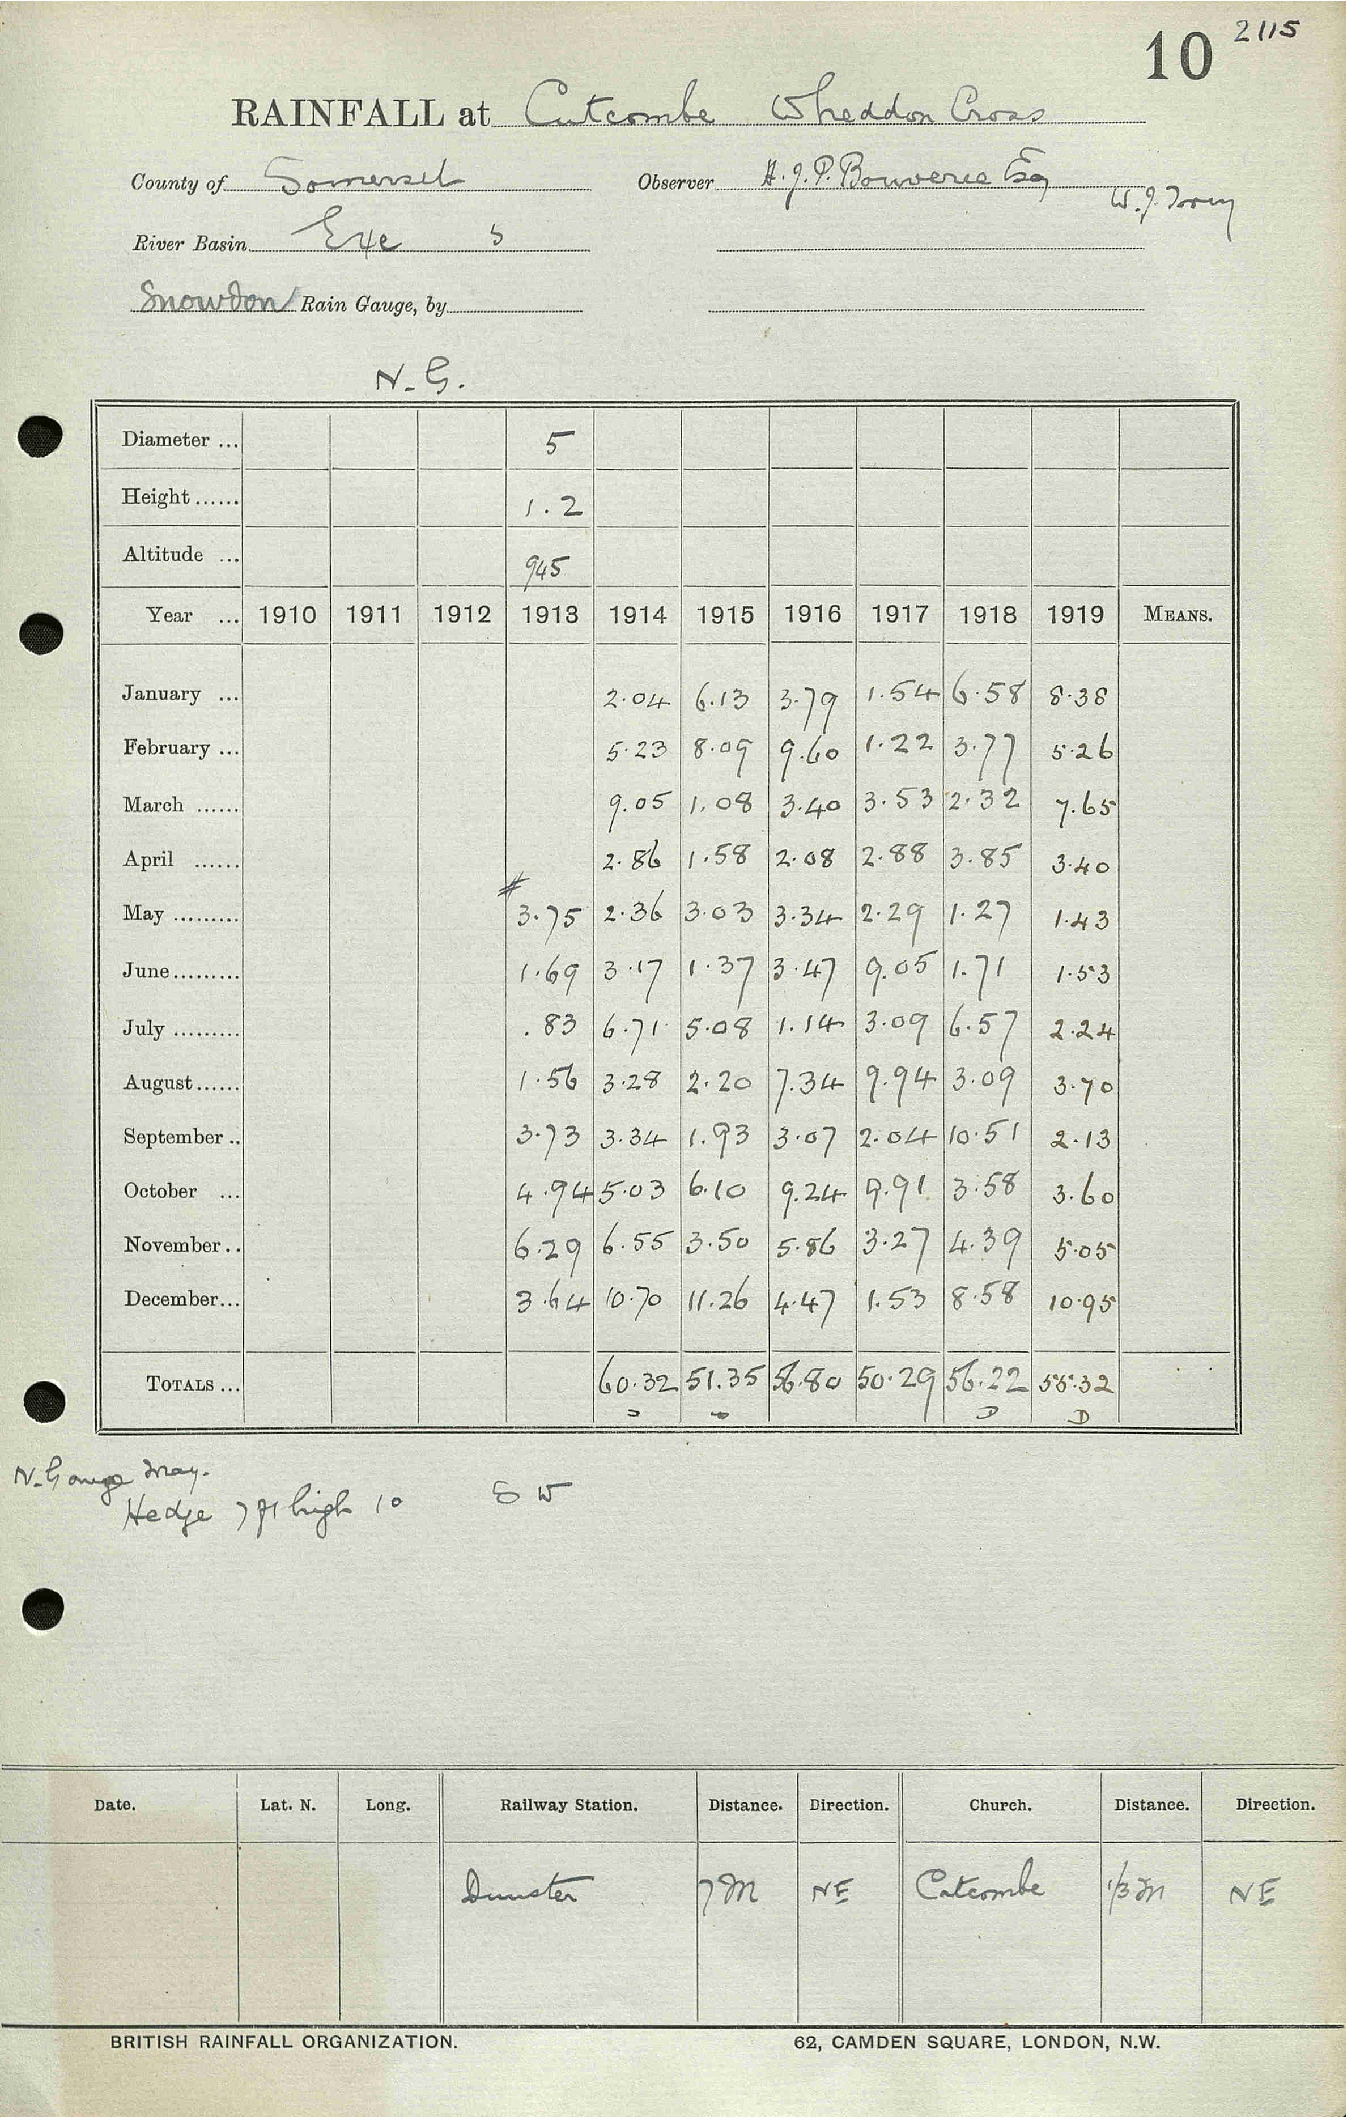 10 2115
RAINFALL at Cutcombe Wheddon Cross
County of Somerset Observer H.J.P. Bouverie Esq
W.J.
River Basin Exe 5
Snowdon Rain Gauge, by
N.G.
Diameter ... 5
Height ...... 1.2
Altitude ... 945
Year ... 1910 1911 1912 1913 1914 1915 1916 1917 1918 1919 MEANS.
January ... 2.04 6.13 3.79 1.54 6.58 8.38
February ... 5.23 8.09 9.60 1.22 3.77 5.26
March ...... 9.05 1.08 3.40 3.53 2.32 7.65
April ...... 2.86 1.58 2.08 2.88 3.85 3.40
May ......... # 3.75 2.36 3.03 3.34 2.29 1.27 1.43
June ......... 1.69 3.17 1.37 3.47 9.05 1.71 1.53
July ......... .83 6.71 5.08 1.14 3.09 6.57 2.24
August ...... 1.56 3.28 2.20 7.34 9.94 3.09 3.70
September .. 3.73 3.34 1.93 3.07 2.04 10.51 2.13
October ... 4.94 5.03 6.10 9.24 9.91 3.58 3.60
November .. 6.29 6.55 3.50 5.86 3.27 4.39 5.05
December ... 3.64 10.70 11.26 4.47 1.53 8.58 10.95
TOTALS ... 60.32 51.35 56.80 50.29 56.22 55.32
D D
N. Gauge May.
Hedge 7 ft high 10 SW
Date. Lat. N. Long. Railway Station. Distance. Direction. Church. Distance. Direction.
Dunster 7 M NE Cutcombe 1/3 M NE
BRITISH RAINFALL ORGANIZATION. 62, CAMDEN SQUARE, LONDON, N.W.